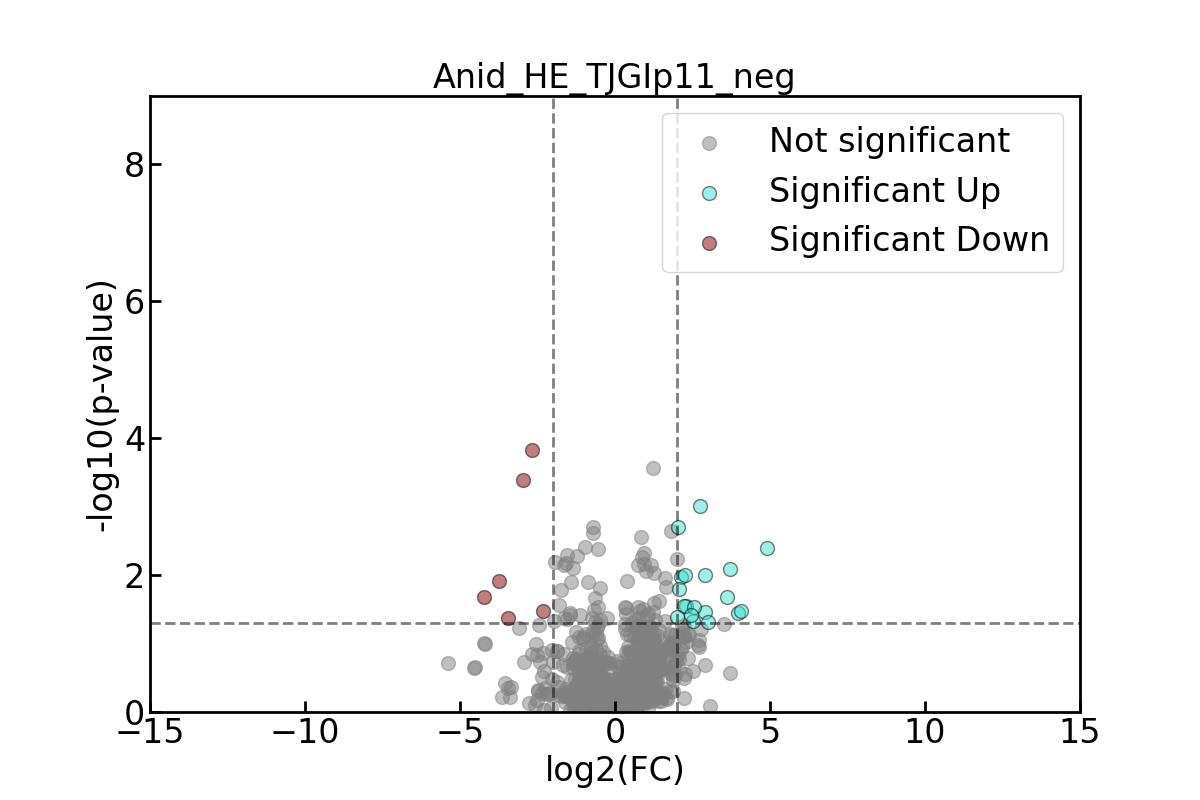 Anid_HE_TJGIp11_neg
Not significant
Significant Up
Significant Down
-log10(p-value)
8
6
4
2
0
−15
−10
−5
0
5
10
15
log2(FC)